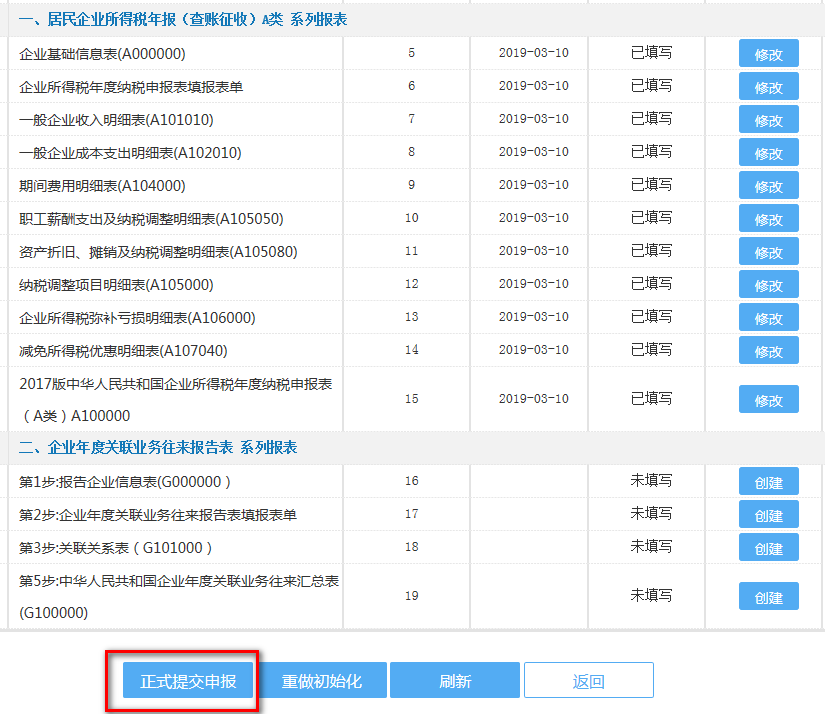 一、居民企业所得税年报（查账征收）A类 系列报表
企业基础信息表(A000000) 5 2019-03-10 已填写 修改
企业所得税年度纳税申报表填报表单 6 2019-03-10 已填写 修改
一般企业收入明细表(A101010) 7 2019-03-10 已填写 修改
一般企业成本支出明细表(A102010) 8 2019-03-10 已填写 修改
期间费用明细表(A104000) 9 2019-03-10 已填写 修改
职工薪酬支出及纳税调整明细表(A105050) 10 2019-03-10 已填写 修改
资产折旧、摊销及纳税调整明细表(A105080) 11 2019-03-10 已填写 修改
纳税调整项目明细表(A105000) 12 2019-03-10 已填写 修改
企业所得税弥补亏损明细表(A106000) 13 2019-03-10 已填写 修改
减免所得税优惠明细表(A107040) 14 2019-03-10 已填写 修改
2017版中华人民共和国企业所得税年度纳税申报表
（A类）A100000 15 2019-03-10 已填写 修改
二、企业年度关联业务往来报告表 系列报表
第1步:报告企业信息表(G000000） 16 未填写 创建
第2步:企业年度关联业务往来报告表填报表单 17 未填写 创建
第3步:关联关系表（G101000） 18 未填写 创建
第5步:中华人民共和国企业年度关联业务往来汇总表
(G100000) 19 未填写 创建
正式提交申报 重做初始化 刷新 返回